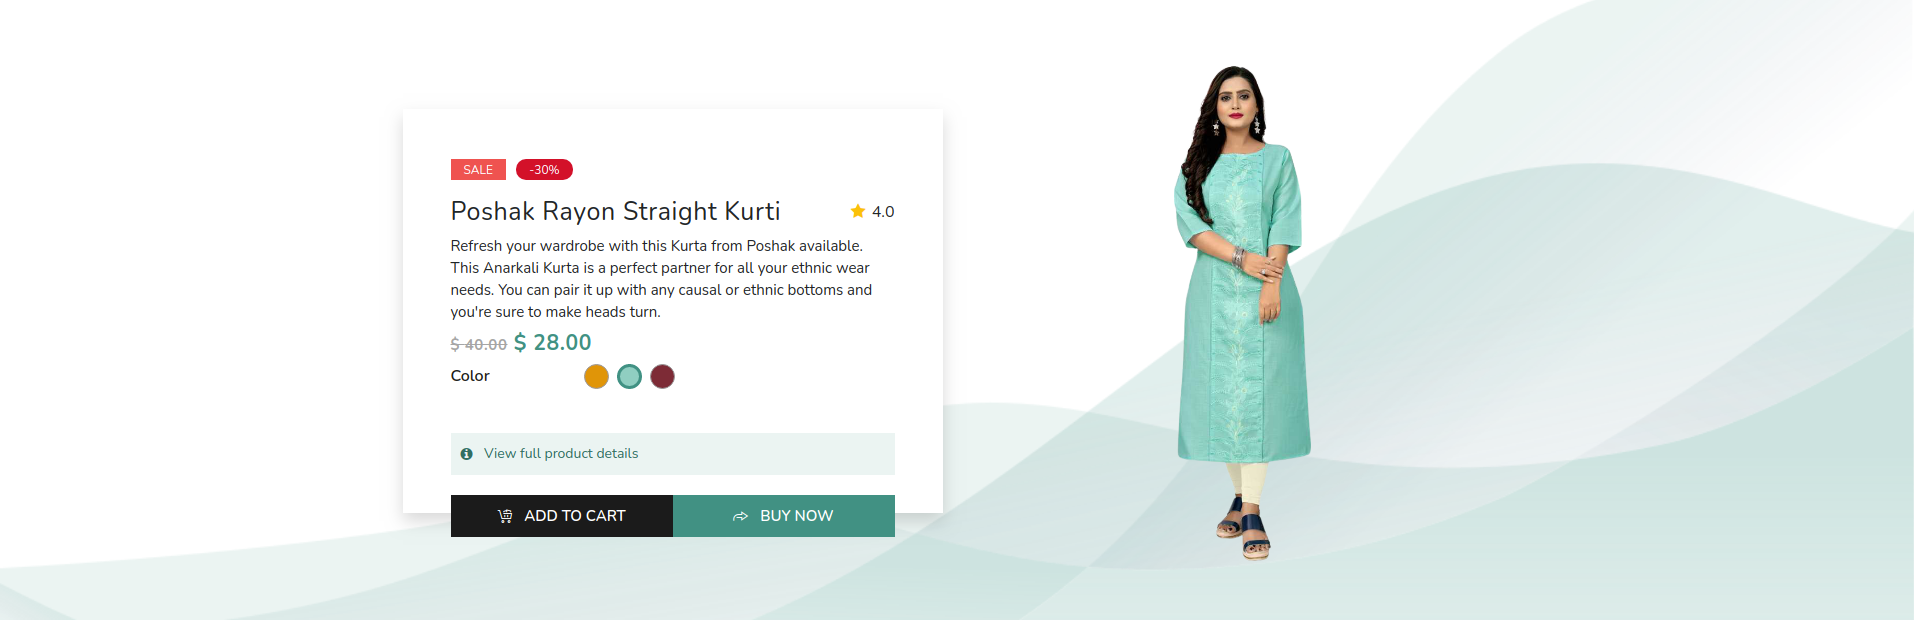 SALE -30%
Poshak Rayon Straight Kurti 4.0
Refresh your wardrobe with this Kurta from Poshak available.
This Anarkali Kurta is a perfect partner for all your ethnic wear
needs. You can pair it up with any causal or ethnic bottoms and
you're sure to make heads turn.
$ 40.00 $ 28.00
Color
View full product details
ADD TO CART BUY NOW